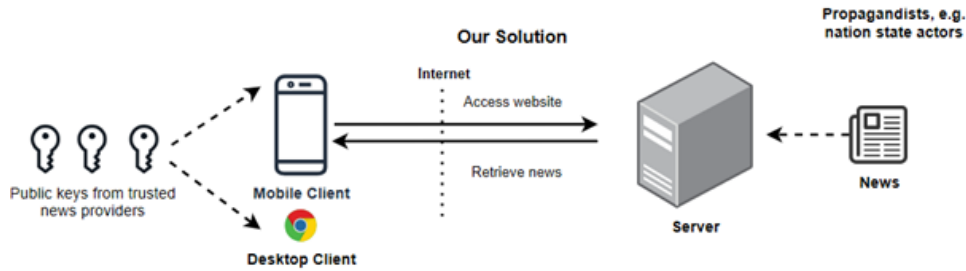 Propagandists, e.g.
nation state actors
Our Solution
Internet
Access website
Public keys from trusted
news providers
Mobile Client
Retrieve news
News
Server
Desktop Client